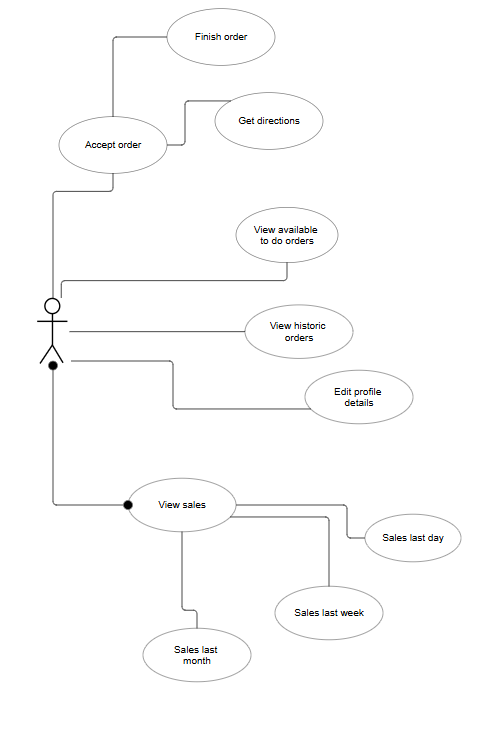 Finish order
Get directions
Accept order
View available
to do orders
View historic
orders
Edit profile
details
View sales
Sales last day
Sales last week
Sales last
month